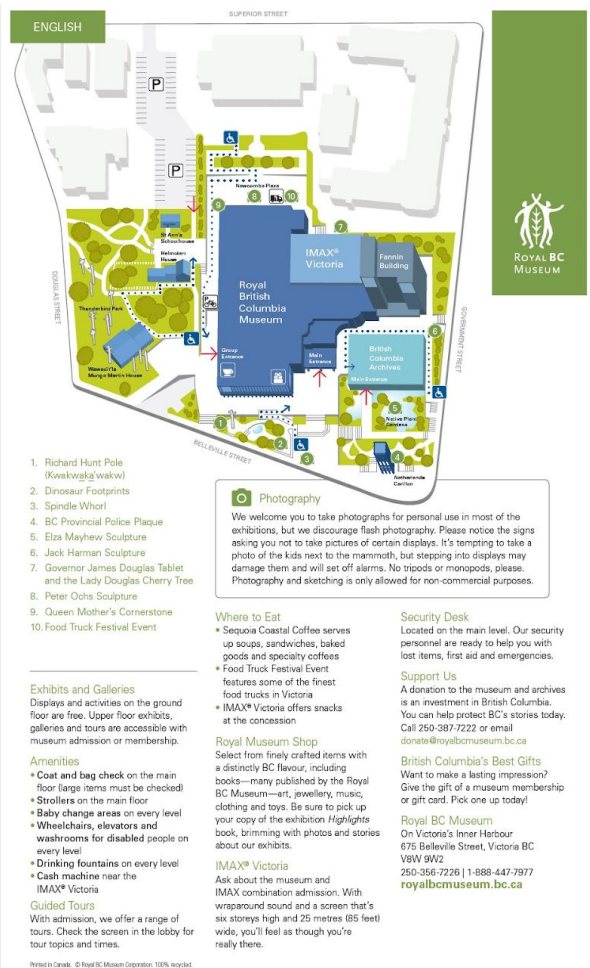 ENGLISH
SUPERIOR STREET
P
P
Newcombe Plaza
8
10
9
7
St Ann's
Schoolhouse
Helmcken
House
IMAX®
Victoria
Fannin
Building
ROYAL BC
MUSEUM
Royal
British
Columbia
Museum
DOUGLAS STREET
Thunderbird Park
GOVERNMENT STREET
P
6
Group
Entrance
Main
Entrance
British
Columbia
Archives
Main Entrance
Mungo Martin House
1
5
Native Plant
Gardens
2
3
4
BELLEVILLE STREET
Netherlands
Carillon
1. Richard Hunt Pole
(Kwakwa̱ka̱'wakw)
2. Dinosaur Footprints
3. Spindle Whorl
4. BC Provincial Police Plaque
5. Elza Mayhew Sculpture
6. Jack Harman Sculpture
7. Governor James Douglas Tablet
and the Lady Douglas Cherry Tree
8. Peter Ochs Sculpture
9. Queen Mother's Cornerstone
10. Food Truck Festival Event
Photography
We welcome you to take photographs for personal use in most of the
exhibitions, but we discourage flash photography. Please notice the signs
asking you not to take pictures of certain displays. It's tempting to take a
photo of the kids next to the mammoth, but stepping into displays may
damage them and will set off alarms. No tripods or monopods, please.
Photography and sketching is only allowed for non-commercial purposes.
Exhibits and Galleries
Displays and activities on the ground
floor are free. Upper floor exhibits,
galleries and tours are accessible with
museum admission or membership.
Amenities
• Coat and bag check on the main
floor (large items must be checked)
• Strollers on the main floor
• Baby change areas on every level
• Wheelchairs, elevators and
washrooms for disabled people on
every level
• Drinking fountains on every level
• Cash machine near the
IMAX® Victoria
Guided Tours
With admission, we offer a range of
tours. Check the screen in the lobby for
tour topics and times.
Where to Eat
• Sequoia Coastal Coffee serves
up soups, sandwiches, baked
goods and specialty coffees
• Food Truck Festival Event
features some of the finest
food trucks in Victoria
• IMAX® Victoria offers snacks
at the concession
Royal Museum Shop
Select from finely crafted items with
a distinctly BC flavour, including
books—many published by the Royal
BC Museum—art, jewellery, music,
clothing and toys. Be sure to pick up
your copy of the exhibition Highlights
book, brimming with photos and stories
about our exhibits.
IMAX® Victoria
Ask about the museum and
IMAX combination admission. With
wraparound sound and a screen that's
six storeys high and 25 metres (85 feet)
wide, you'll feel as though you're
really there.
Security Desk
Located on the main level. Our security
personnel are ready to help you with
lost items, first aid and emergencies.
Support Us
A donation to the museum and archives
is an investment in British Columbia.
You can help protect BC's stories today.
Call 250-387-7222 or email
donate@royalbcmuseum.bc.ca
British Columbia's Best Gifts
Want to make a lasting impression?
Give the gift of a museum membership
or gift card. Pick one up today!
Royal BC Museum
On Victoria's Inner Harbour
675 Belleville Street, Victoria BC
V8W 9W2
250-356-7226 | 1-888-447-7977
royalbcmuseum.bc.ca
Printed in Canada. © Royal BC Museum Corporation. 100% recycled.